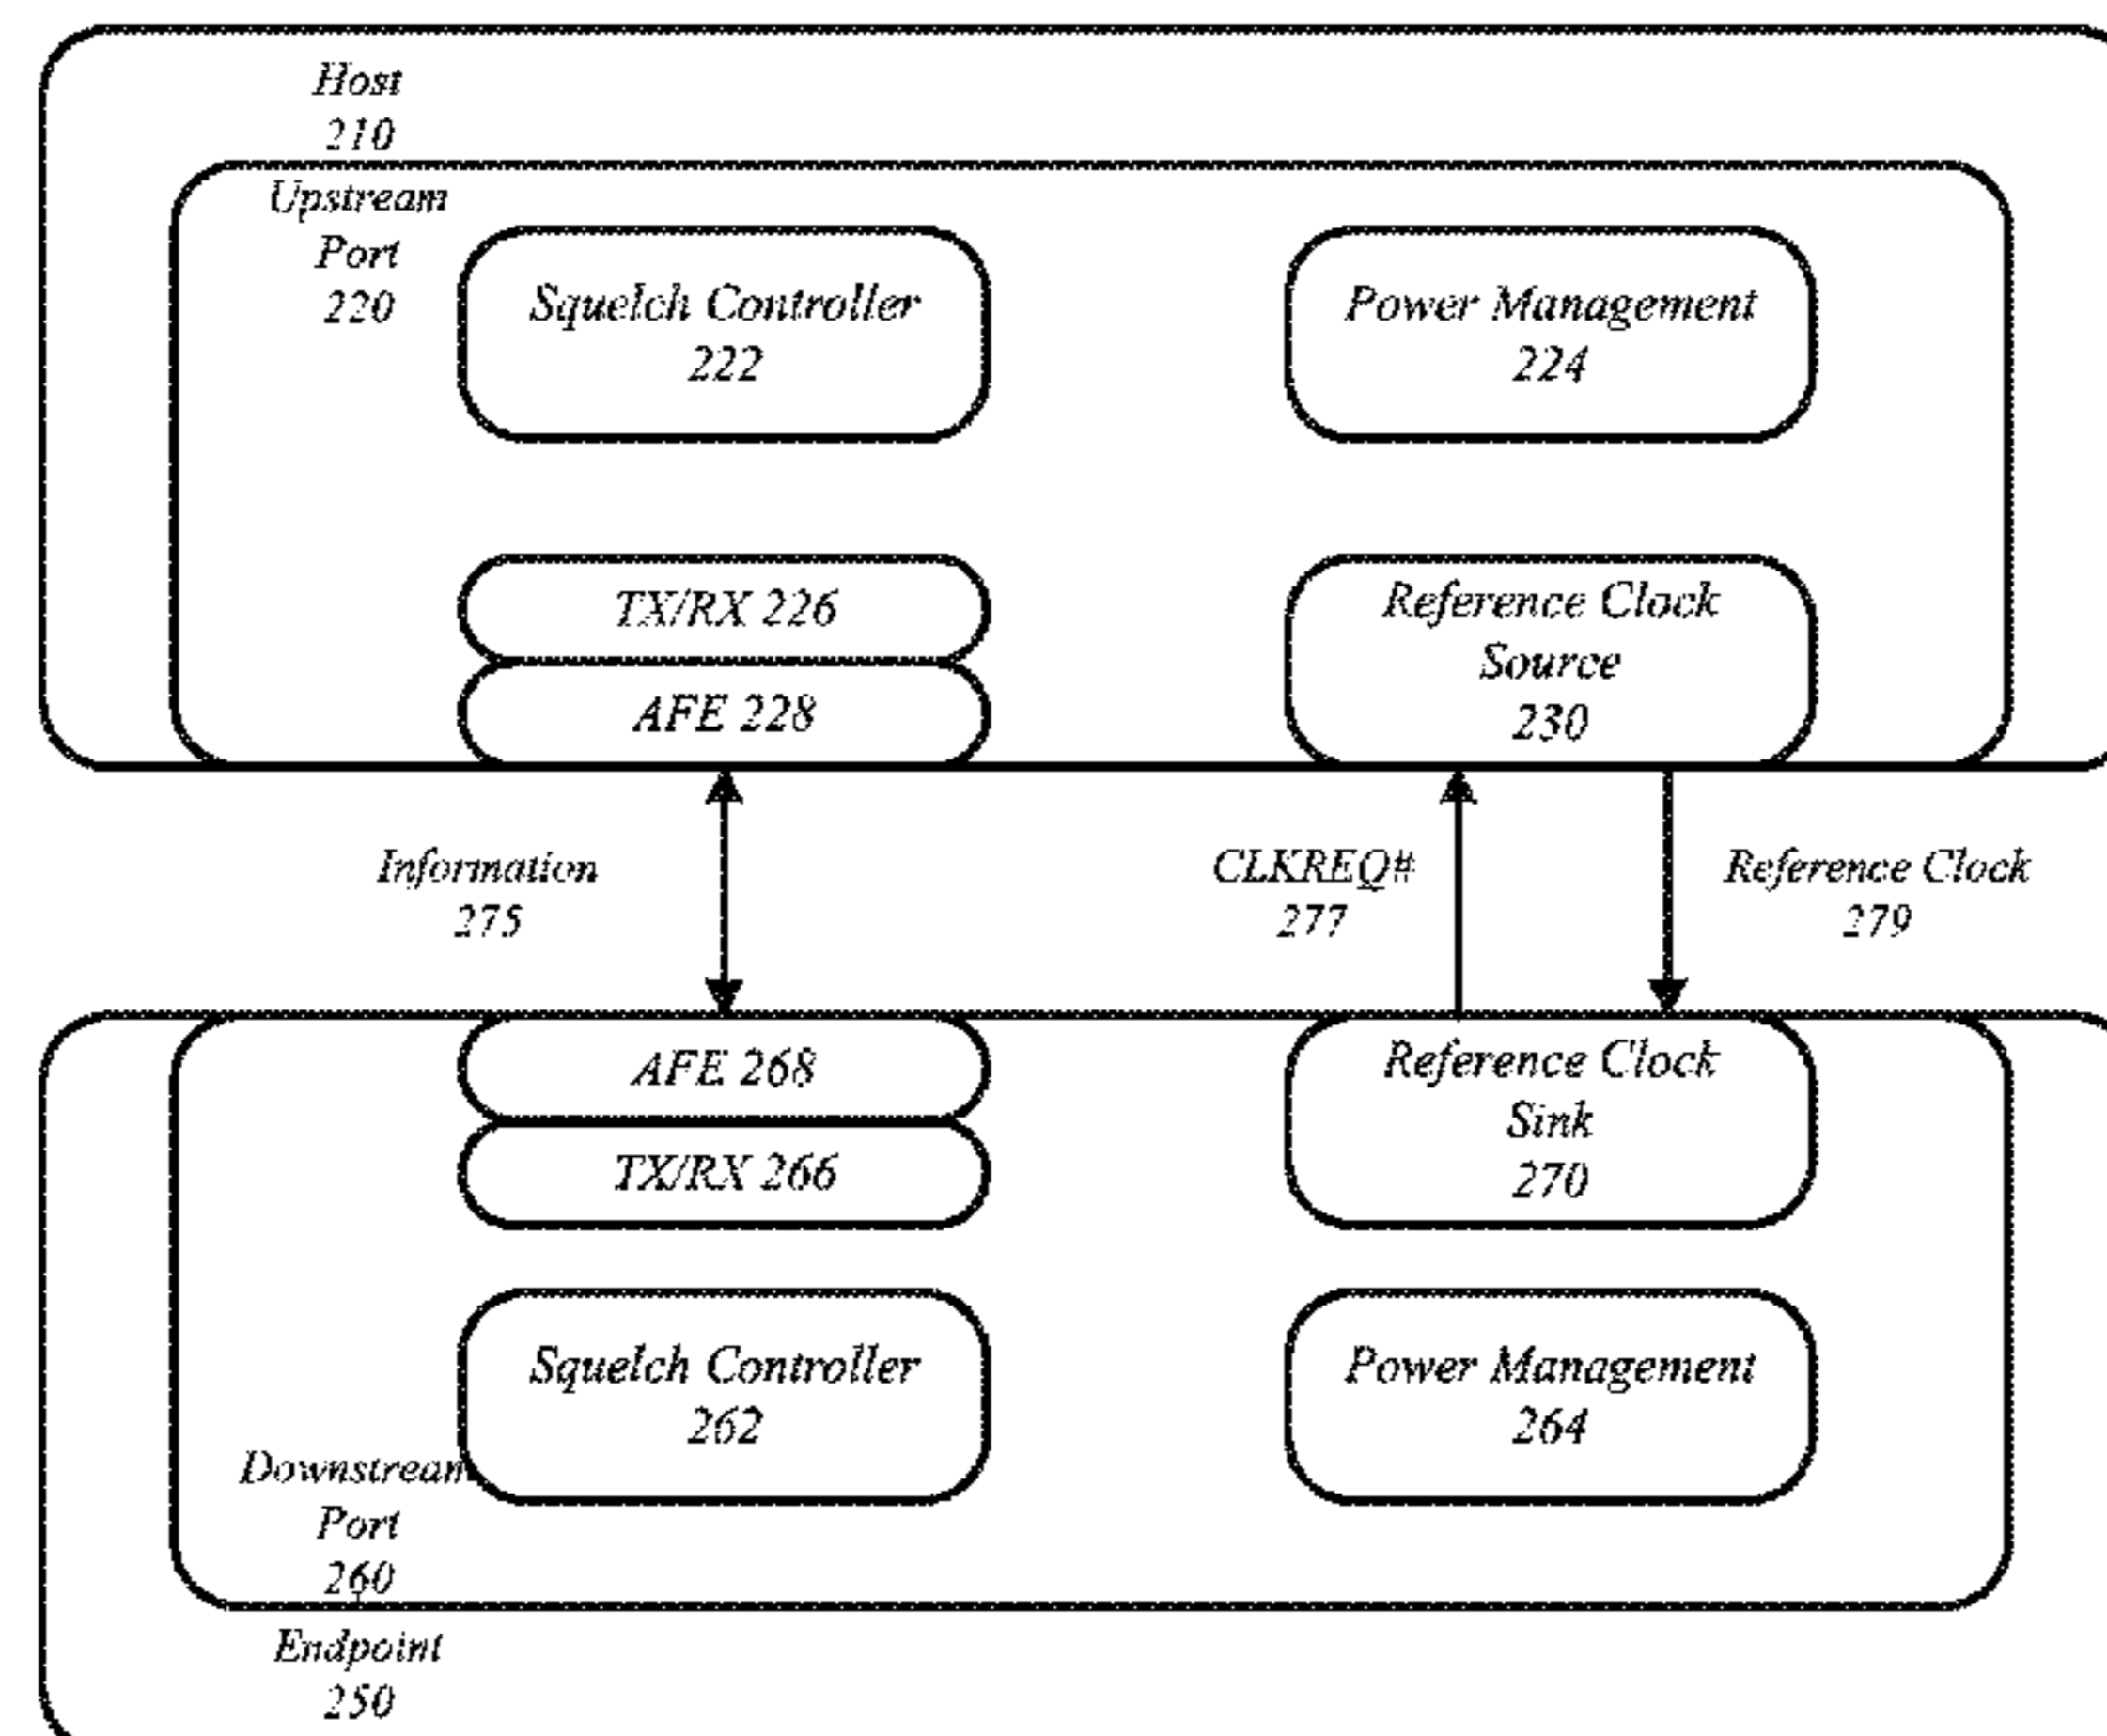 Host
210
Upstream
Port
220
Squelch Controller
222
Power Management
224
TX/RX 226
AFE 228
Reference Clock
Source
230
Information
275
CLKREQ#
277
Reference Clock
279
AFE 268
TX/RX 266
Reference Clock
Sink
270
Squelch Controller
262
Power Management
264
Downstream
Port
260
Endpoint
250